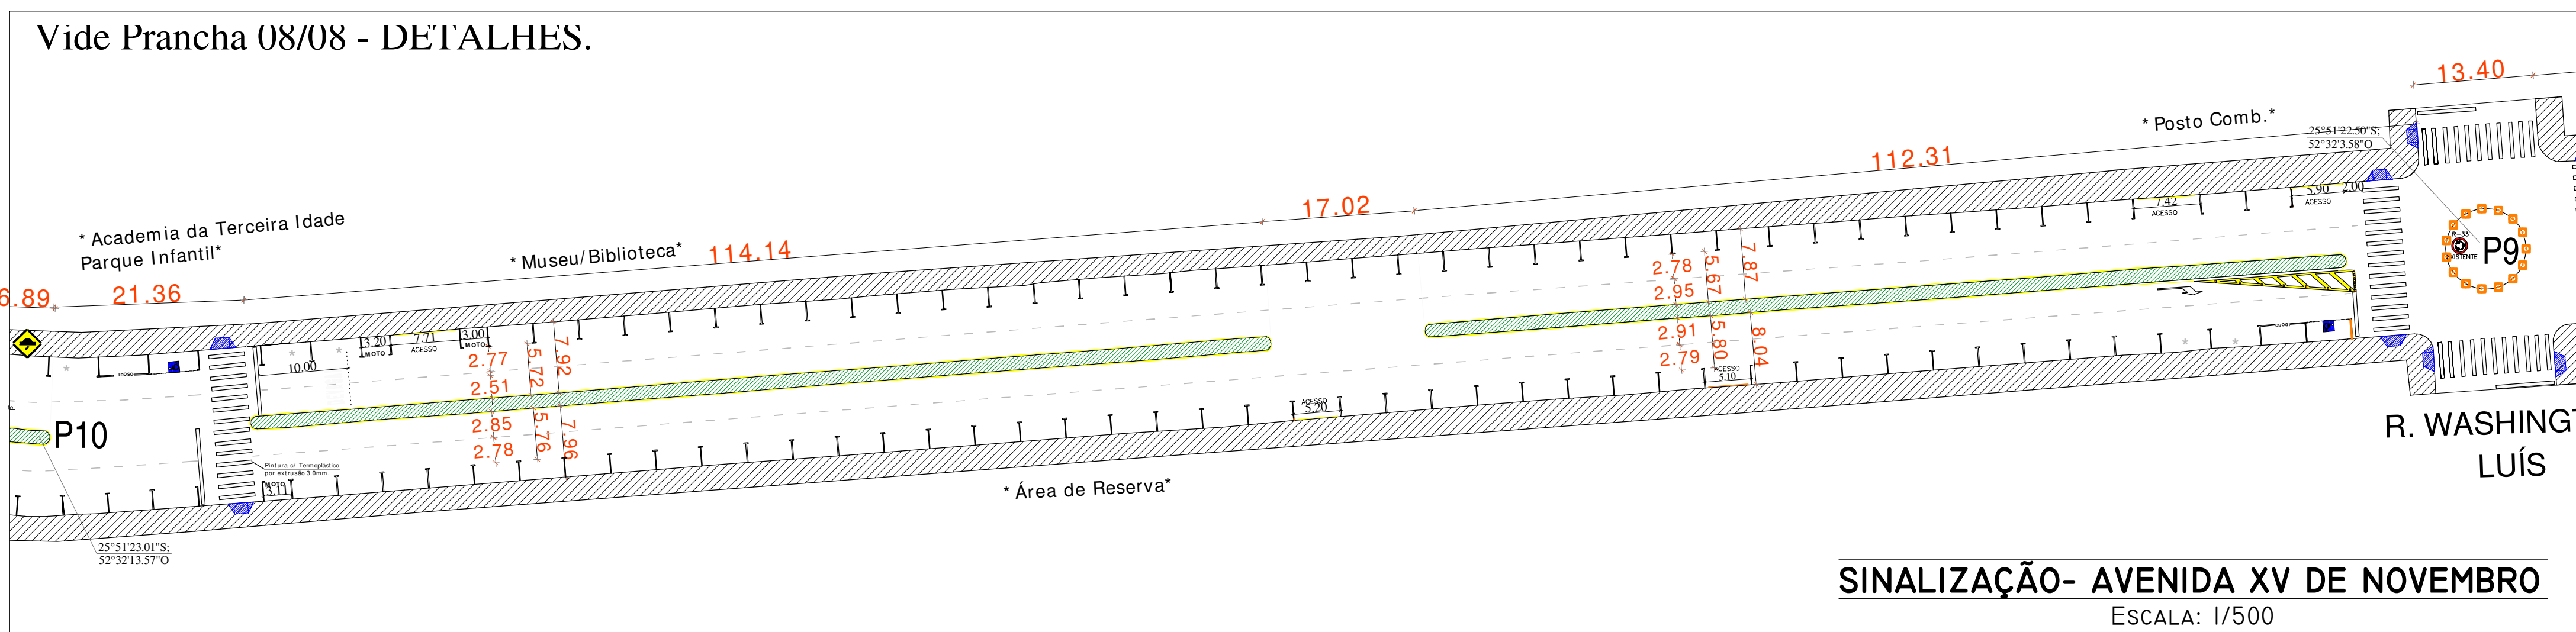 Vide Prancha 08/08 - DETALHES.
13.40
* Posto Comb.*
25°51'22.50"S;
52°32'3.58"O
112.31
17.02
114.14
* Academia da Terceira Idade
Parque Infantil*
* Museu/Biblioteca*
6.89
21.36
5.90
2.00
ACESSO
7.42
ACESSO
R-33
EXISTENTE
P9
2.78
5.67
7.87
2.95
2.91
5.80
8.04
2.79
ACESSO
5.10
3.20
MOTO
7.71
ACESSO
3.00
MOTO
10.00
2.77
5.72
7.92
2.51
2.85
5.76
7.96
2.78
ACESSO
5.20
IDOSO
IDOSO
P10
Pintura c/ Termoplástico
por extrusão 3.0mm.
MOTO
3.11
* Área de Reserva*
25°51'23.01"S;
52°32'13.57"O
R. WASHINGT
LUÍS
SINALIZAÇÃO- AVENIDA XV DE NOVEMBRO
ESCALA: 1/500